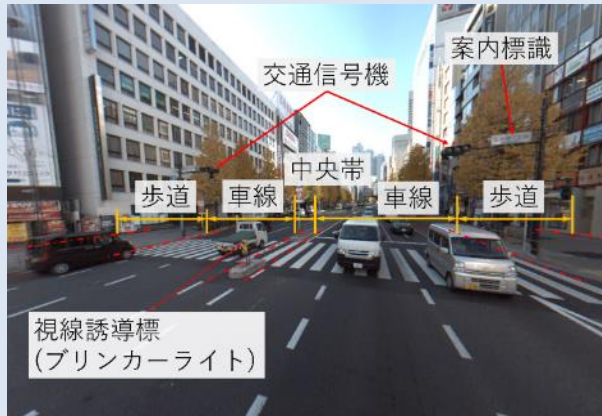 案内標識
交通信号機
中央帯
歩道
車線
車線
歩道
視線誘導標
(ブリンカーライト)